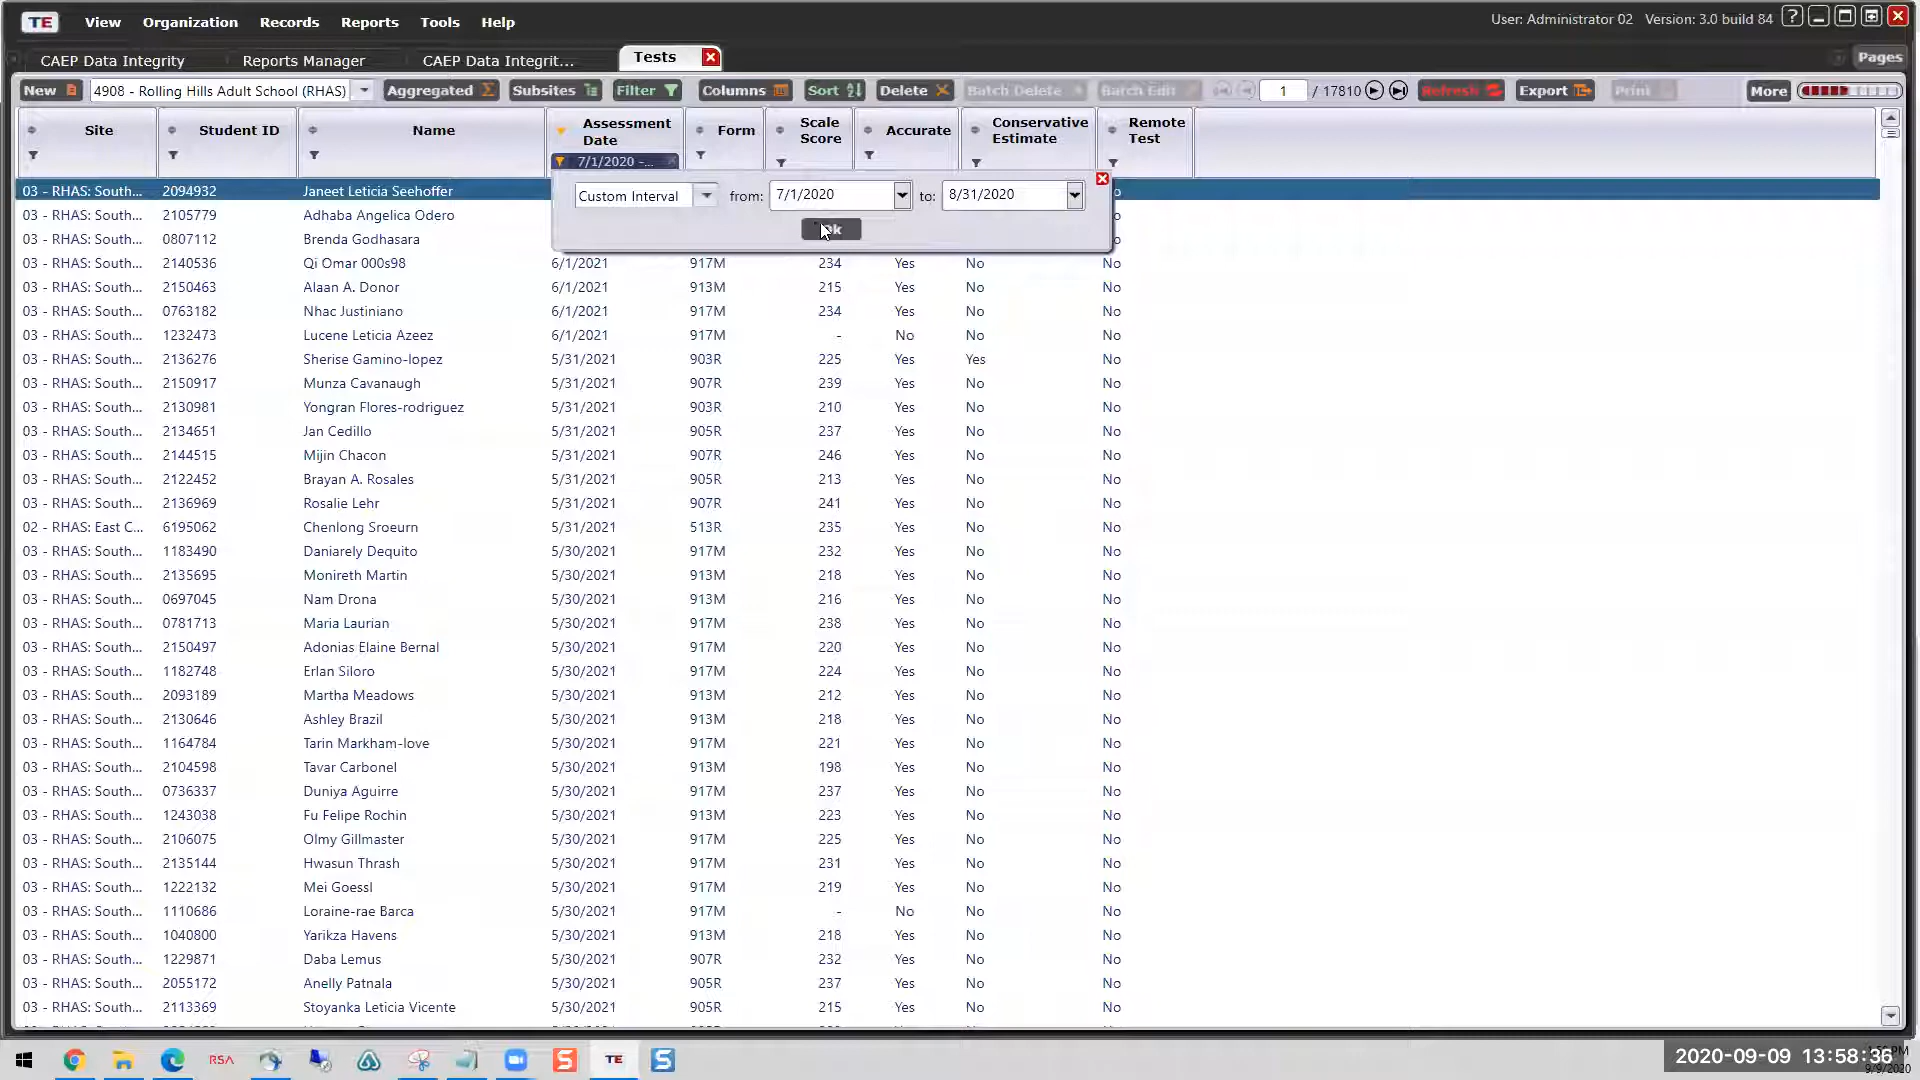 TE View Organization Records Reports Tools Help User: Administrator 02 Version: 3.0 build 84
CAEP Data Integrity Reports Manager CAEP Data Integrit... Tests Pages
New 4908 - Rolling Hills Adult School (RHAS) Aggregated Subsites Filter Columns Sort Delete Batch Delete Batch Edit 1 / 17810 Refresh Export Print More
Site Student ID Name Assessment Date Form Scale Score Accurate Conservative Estimate Remote Test
7/1/2020 -...
Custom Interval from: 7/1/2020 to: 8/31/2020
03 - RHAS: South... 2094932 Janeet Leticia Seehoffer
03 - RHAS: South... 2105779 Adhaba Angelica Odero
03 - RHAS: South... 0807112 Brenda Godhasara
03 - RHAS: South... 2140536 Qi Omar 000s98 6/1/2021 917M 234 Yes No No
03 - RHAS: South... 2150463 Alaan A. Donor 6/1/2021 913M 215 Yes No No
03 - RHAS: South... 0763182 Nhac Justiniano 6/1/2021 917M 234 Yes No No
03 - RHAS: South... 1232473 Lucene Leticia Azeez 6/1/2021 917M - No No No
03 - RHAS: South... 2136276 Sherise Gamino-lopez 5/31/2021 903R 225 Yes Yes No
03 - RHAS: South... 2150917 Munza Cavanaugh 5/31/2021 907R 239 Yes No No
03 - RHAS: South... 2130981 Yongran Flores-rodriguez 5/31/2021 903R 210 Yes No No
03 - RHAS: South... 2134651 Jan Cedillo 5/31/2021 905R 237 Yes No No
03 - RHAS: South... 2144515 Mijin Chacon 5/31/2021 907R 246 Yes No No
03 - RHAS: South... 2122452 Brayan A. Rosales 5/31/2021 905R 213 Yes No No
03 - RHAS: South... 2136969 Rosalie Lehr 5/31/2021 907R 241 Yes No No
02 - RHAS: East C... 6195062 Chenlong Sroeurn 5/31/2021 513R 235 Yes No No
03 - RHAS: South... 1183490 Daniarely Dequito 5/30/2021 917M 232 Yes No No
03 - RHAS: South... 2135695 Monireth Martin 5/30/2021 913M 218 Yes No No
03 - RHAS: South... 0697045 Nam Drona 5/30/2021 913M 216 Yes No No
03 - RHAS: South... 0781713 Maria Laurian 5/30/2021 917M 238 Yes No No
03 - RHAS: South... 2150497 Adonias Elaine Bernal 5/30/2021 917M 220 Yes No No
03 - RHAS: South... 1182748 Erlan Siloro 5/30/2021 917M 224 Yes No No
03 - RHAS: South... 2093189 Martha Meadows 5/30/2021 913M 212 Yes No No
03 - RHAS: South... 2130646 Ashley Brazil 5/30/2021 913M 218 Yes No No
03 - RHAS: South... 1164784 Tarin Markham-love 5/30/2021 917M 221 Yes No No
03 - RHAS: South... 2104598 Tavar Carbonel 5/30/2021 913M 198 Yes No No
03 - RHAS: South... 0736337 Duniya Aguirre 5/30/2021 917M 237 Yes No No
03 - RHAS: South... 1243038 Fu Felipe Rochin 5/30/2021 913M 223 Yes No No
03 - RHAS: South... 2106075 Olmy Gillmaster 5/30/2021 917M 225 Yes No No
03 - RHAS: South... 2135144 Hwasun Thrash 5/30/2021 917M 231 Yes No No
03 - RHAS: South... 1222132 Mei Goessl 5/30/2021 917M 219 Yes No No
03 - RHAS: South... 1110686 Loraine-rae Barca 5/30/2021 917M - No No No
03 - RHAS: South... 1040800 Yarikza Havens 5/30/2021 913M 218 Yes No No
03 - RHAS: South... 1229871 Daba Lemus 5/30/2021 907R 232 Yes No No
03 - RHAS: South... 2055172 Anelly Patnala 5/30/2021 905R 237 Yes No No
03 - RHAS: South... 2113369 Stoyanka Leticia Vicente 5/30/2021 905R 215 Yes No No
RSA S TE S 2020-09-09 13:58:36
9/9/2020